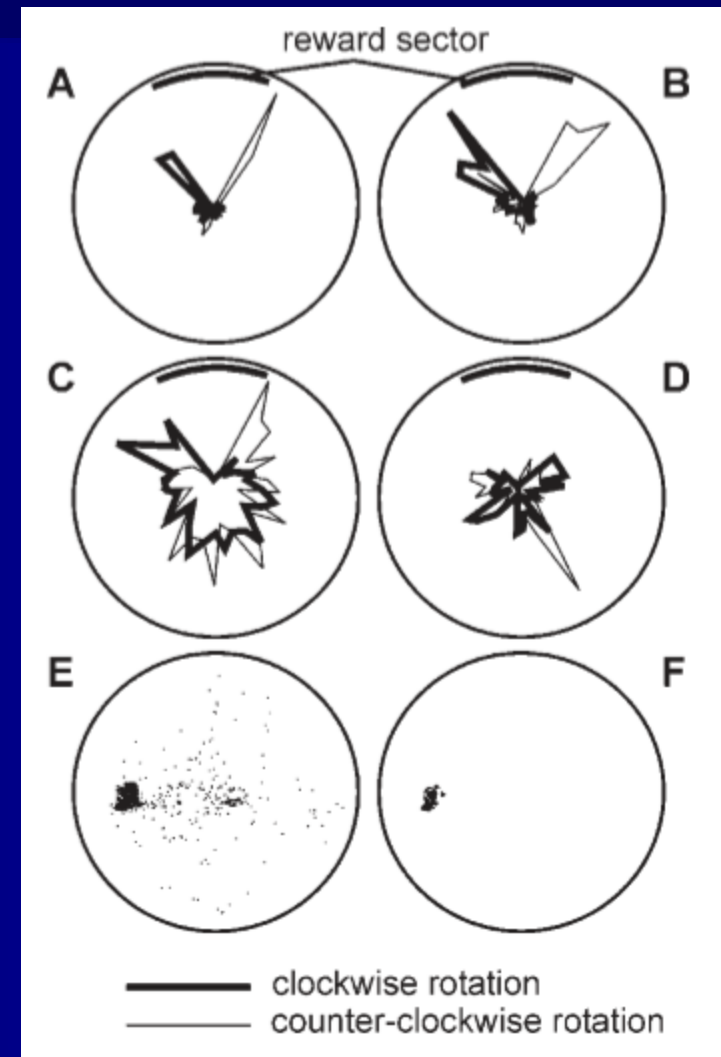 reward sector
A
B
C
D
E
F
clockwise rotation
counter-clockwise rotation